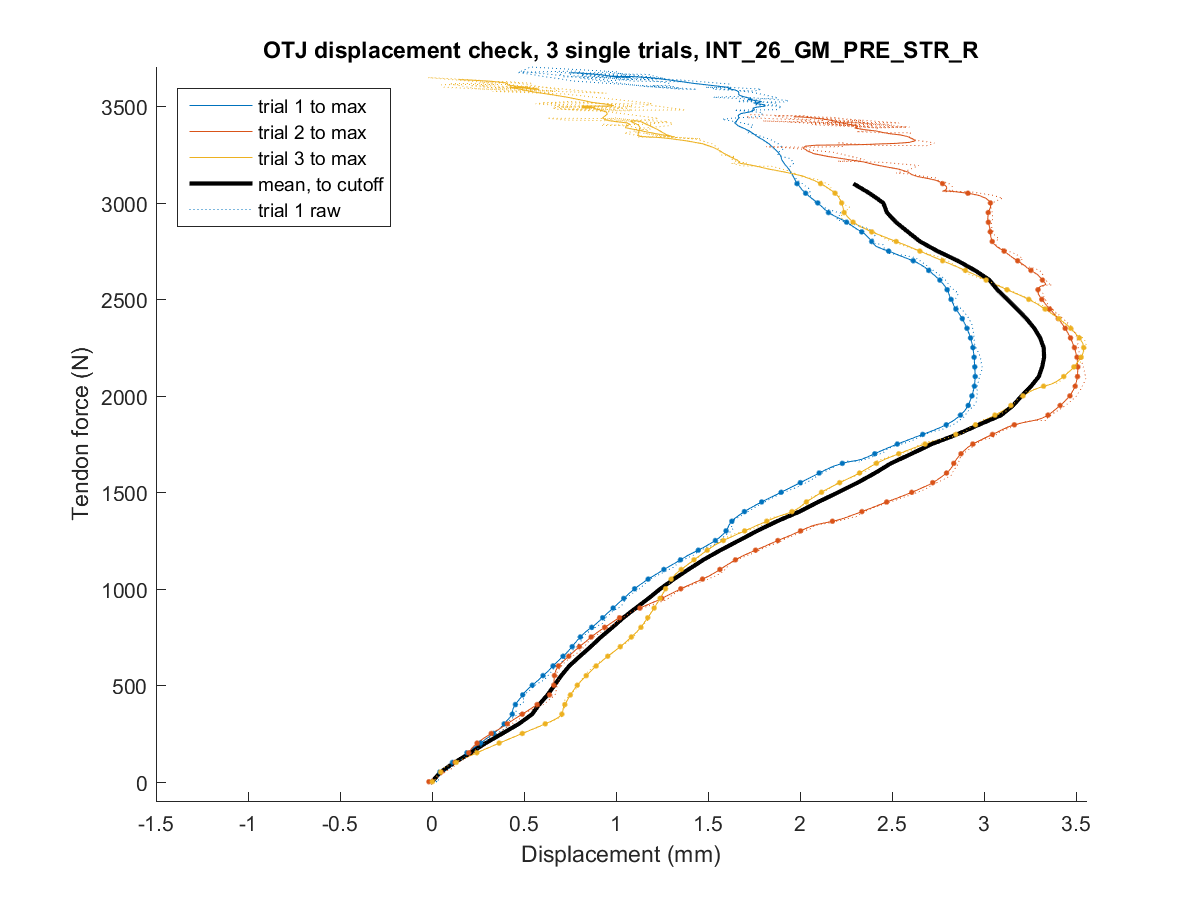 OTJ displacement check, 3 single trials, INT_26_GM_PRE_STR_R
trial 1 to max
trial 2 to max
trial 3 to max
mean, to cutoff
trial 1 raw
3500
3000
2500
2000
1500
1000
500
0
Tendon force (N)
-1.5 -1 -0.5 0 0.5 1 1.5 2 2.5 3 3.5
Displacement (mm)